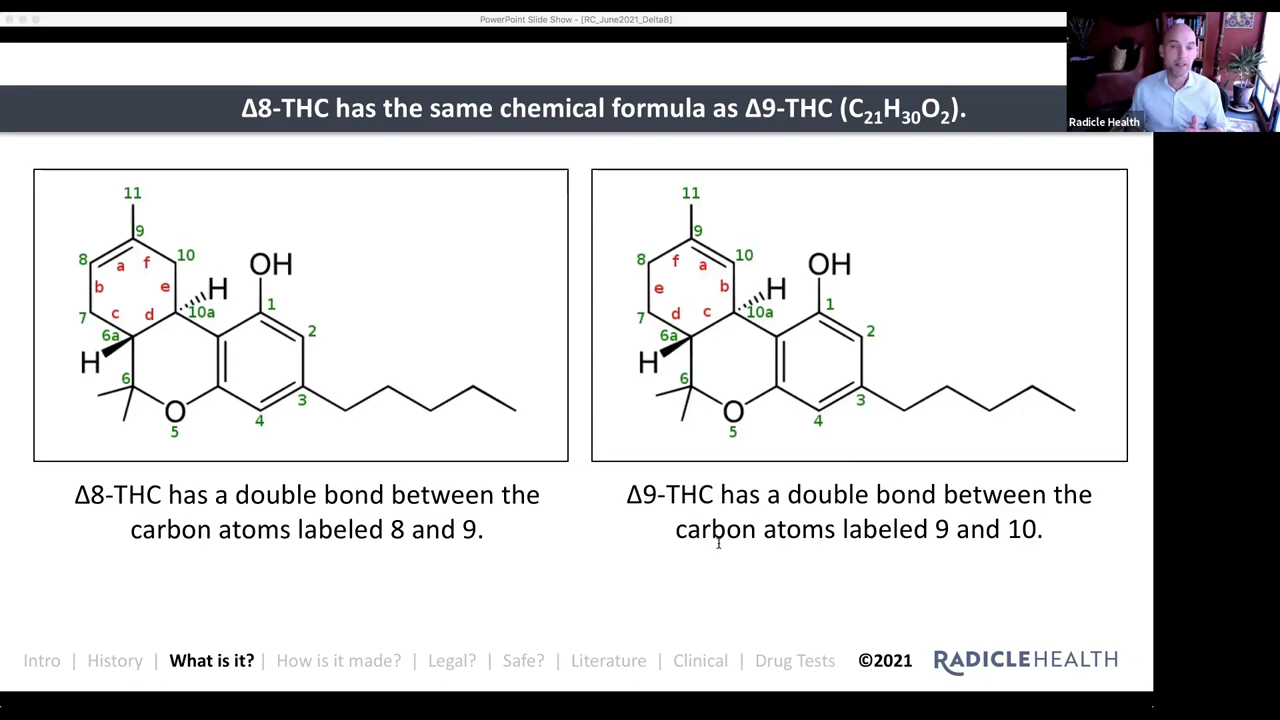 PowerPoint Slide Show - [RC_June2021_Delta8]
Radicle Health
Δ8-THC has the same chemical formula as Δ9-THC (C₂₁H₃₀O₂).
11
9
8
10
a
f
b
e
OH
H
7
c
d
10a
1
6a
2
H
6
O
5
4
3
11
9
8
10
f
a
e
b
OH
H
7
d
c
10a
1
6a
2
H
6
O
5
4
3
Δ8-THC has a double bond between the
carbon atoms labeled 8 and 9.
Δ9-THC has a double bond between the
carbon atoms labeled 9 and 10.
Intro | History | What is it? | How is it made? | Legal? | Safe? | Literature | Clinical | Drug Tests ©2021 RADICLEHEALTH